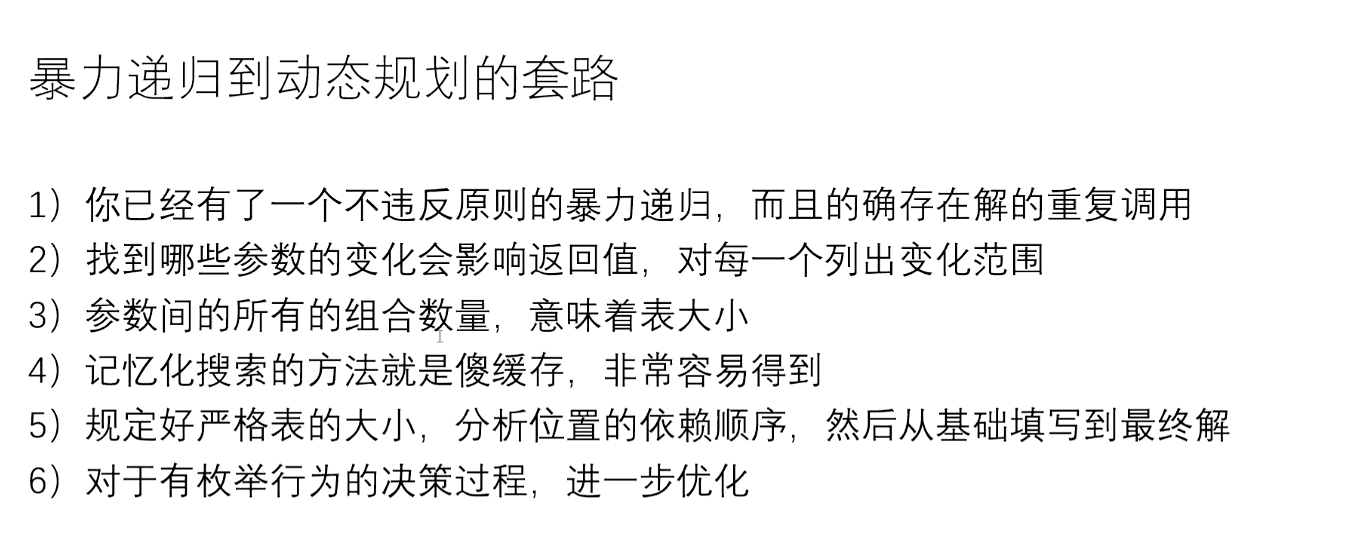 暴力递归到动态规划的套路
1）你已经有了一个不违反原则的暴力递归，而且的确存在解的重复调用
2）找到哪些参数的变化会影响返回值，对每一个列出变化范围
3）参数间的所有的组合数量，意味着表大小
4）记忆化搜索的方法就是傻缓存，非常容易得到
5）规定好严格表的大小，分析位置的依赖顺序，然后从基础填写到最终解
6）对于有枚举行为的决策过程，进一步优化